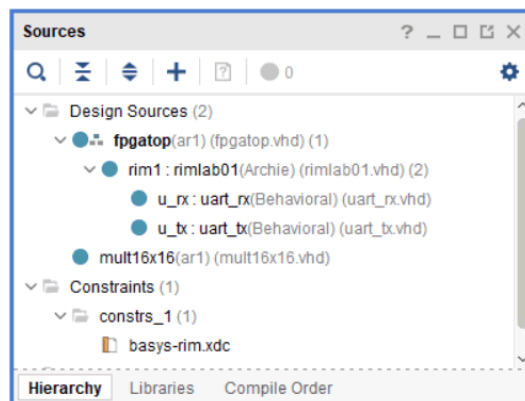 Sources
? _ X
0
Design Sources (2)
fpgatop(ar1) (fpgatop.vhd) (1)
rim1 : rimlab01(Archie) (rimlab01.vhd) (2)
u_rx : uart_rx(Behavioral) (uart_rx.vhd)
u_tx : uart_tx(Behavioral) (uart_tx.vhd)
mult16x16(ar1) (mult16x16.vhd)
Constraints (1)
constrs_1 (1)
basys-rim.xdc
Hierarchy Libraries Compile Order